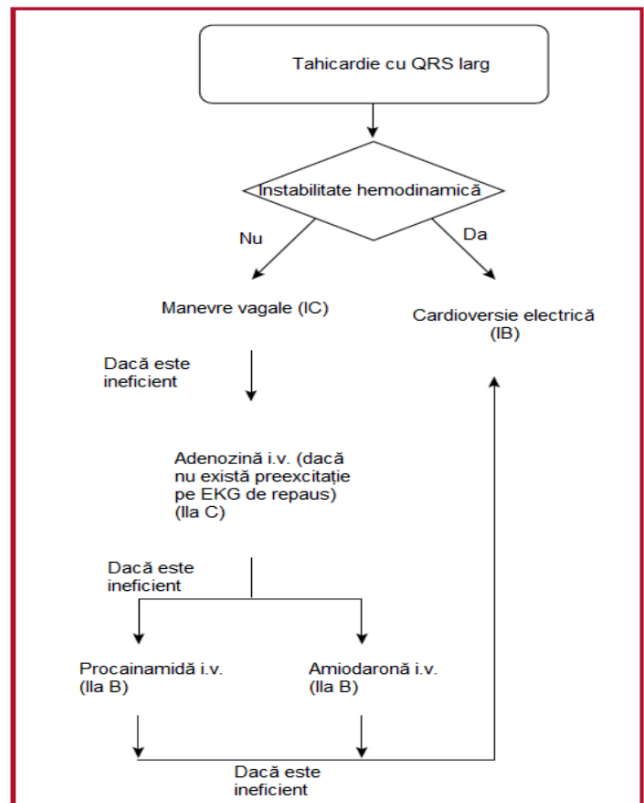 Tahicardie cu QRS larg
Instabilitate hemodinamică
Nu
Da
Manevre vagale (IC)
Cardioversie electrică
(IB)
Dacă este
ineficient
Adenozină i.v. (dacă
nu există preexcitație
pe EKG de repaus)
(IIa C)
Dacă este
ineficient
Procainamidă i.v.
(IIa B)
Amiodaronă i.v.
(IIa B)
Dacă este
ineficient